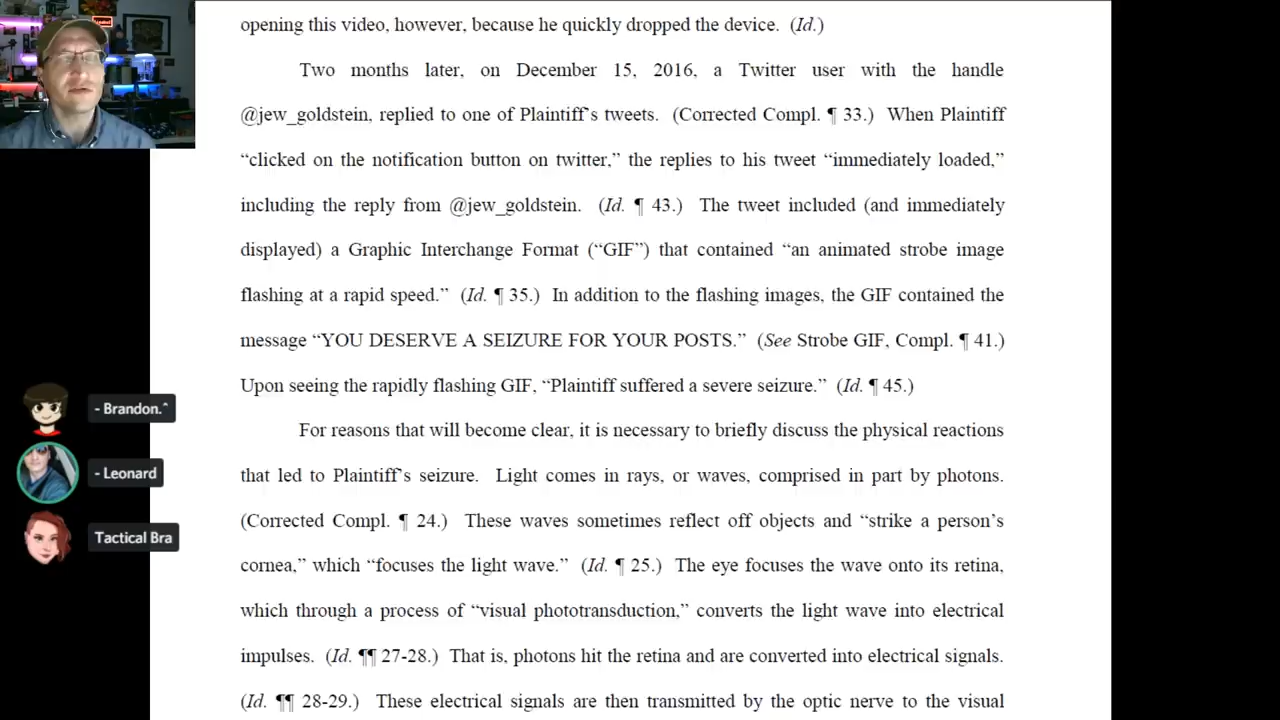 opening this video, however, because he quickly dropped the device. (Id.)
Two months later, on December 15, 2016, a Twitter user with the handle
@jew_goldstein, replied to one of Plaintiff’s tweets. (Corrected Compl. ¶ 33.) When Plaintiff
“clicked on the notification button on twitter,” the replies to his tweet “immediately loaded,”
including the reply from @jew_goldstein. (Id. ¶ 43.) The tweet included (and immediately
displayed) a Graphic Interchange Format (“GIF”) that contained “an animated strobe image
flashing at a rapid speed.” (Id. ¶ 35.) In addition to the flashing images, the GIF contained the
message “YOU DESERVE A SEIZURE FOR YOUR POSTS.” (See Strobe GIF, Compl. ¶ 41.)
Upon seeing the rapidly flashing GIF, “Plaintiff suffered a severe seizure.” (Id. ¶ 45.)
For reasons that will become clear, it is necessary to briefly discuss the physical reactions
that led to Plaintiff’s seizure. Light comes in rays, or waves, comprised in part by photons.
(Corrected Compl. ¶ 24.) These waves sometimes reflect off objects and “strike a person’s
cornea,” which “focuses the light wave.” (Id. ¶ 25.) The eye focuses the wave onto its retina,
which through a process of “visual phototransduction,” converts the light wave into electrical
impulses. (Id. ¶¶ 27-28.) That is, photons hit the retina and are converted into electrical signals.
(Id. ¶¶ 28-29.) These electrical signals are then transmitted by the optic nerve to the visual
- Brandon.^
- Leonard
Tactical Bra